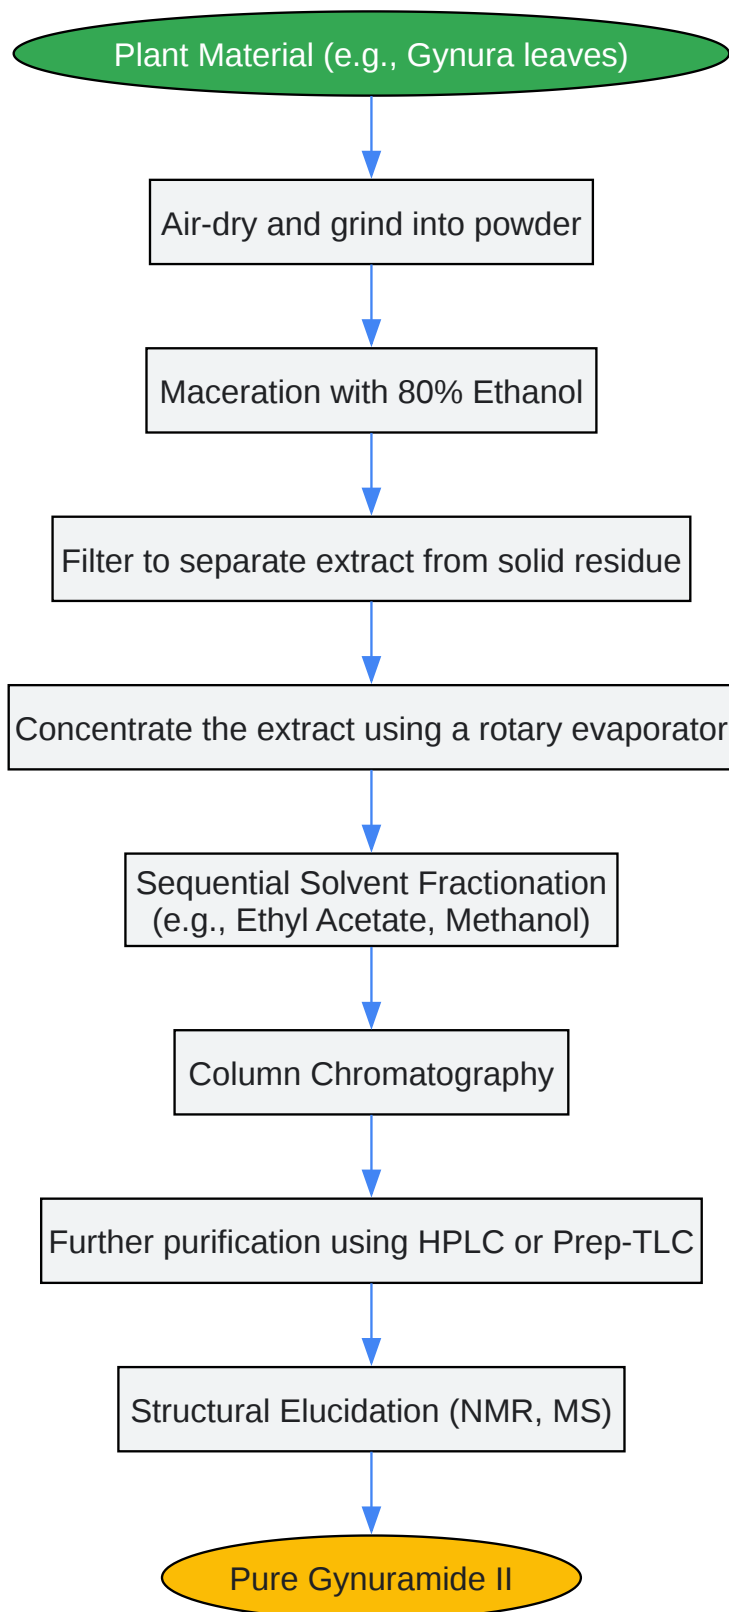 Plant Material (e.g., Gynura leaves)
Air-dry and grind into powder
Maceration with 80% Ethanol
Filter to separate extract from solid residue
Concentrate the extract using a rotary evaporator
Sequential Solvent Fractionation
(e.g., Ethyl Acetate, Methanol)
Column Chromatography
Further purification using HPLC or Prep-TLC
Structural Elucidation (NMR, MS)
Pure Gynuramide II